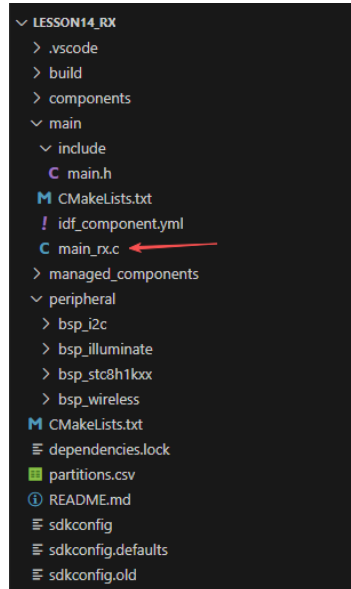 LESSON14_RX
.vscode
build
components
main
include
C main.h
M CMakeLists.txt
! idf_component.yml
C main_rx.c
managed_components
peripheral
bsp_i2c
bsp_illuminate
bsp_stc8h1kxx
bsp_wireless
M CMakeLists.txt
dependencies.lock
partitions.csv
README.md
sdkconfig
sdkconfig.defaults
sdkconfig.old